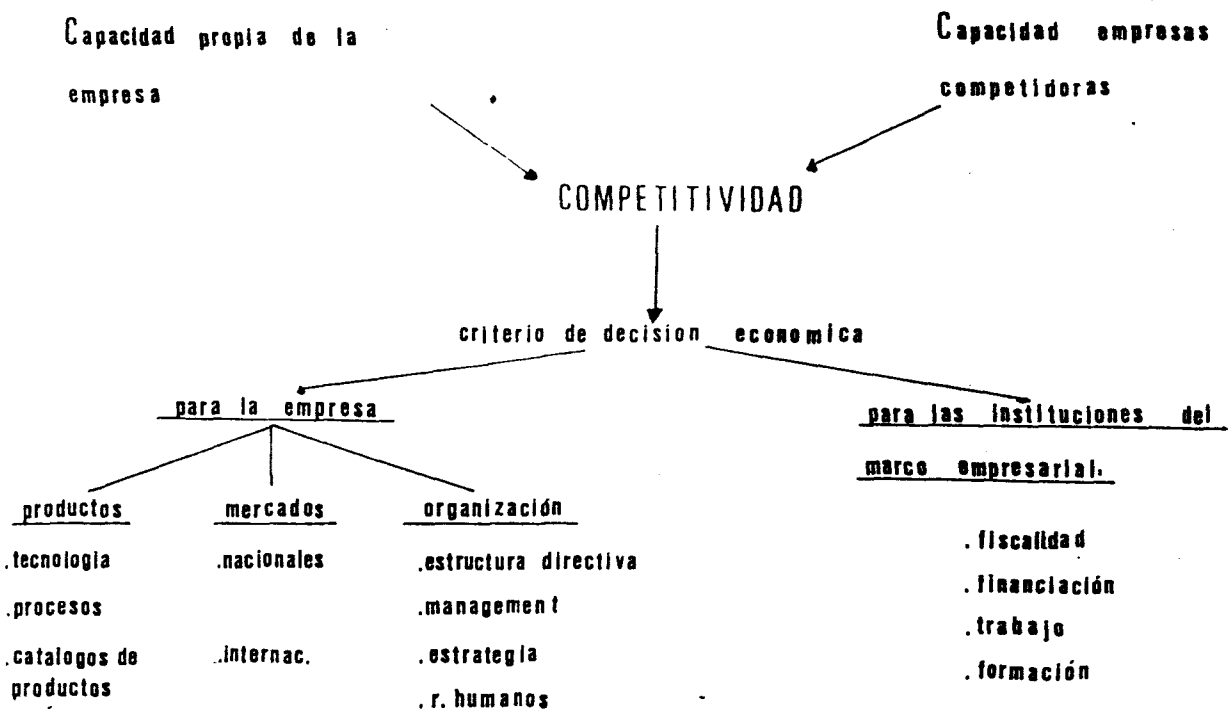 Capacidad propia de la
empresa
Capacidad empresas
competidoras
COMPETITIVIDAD
criterio de decision economica
para la empresa
para las instituciones del
marco empresarial.
productos
.tecnologia
.procesos
.catalogos de
productos
mercados
.nacionales
.internac.
organización
.estructura directiva
.management
.estrategia
.r. humanos
.fiscalidad
.financiación
.trabajo
.formación